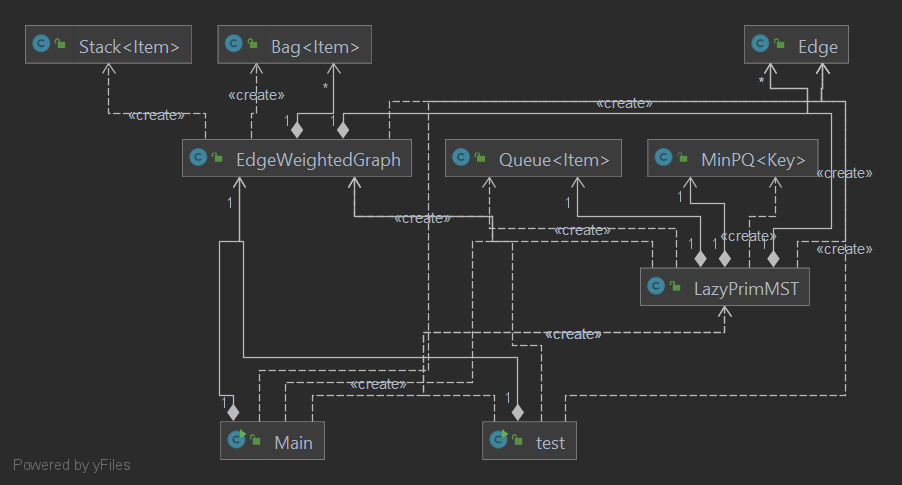 Stack<Item>
Bag<Item>
Edge
*
«create»
*
«create»
«create»
1
1
EdgeWeightedGraph
Queue<Item>
MinPQ<Key>
«create»
1
1
1
«create»
«create»
«create»
1
1
1
«create»
LazyPrimMST
«create»
«create»
1
1
Main
test
Powered by yFiles